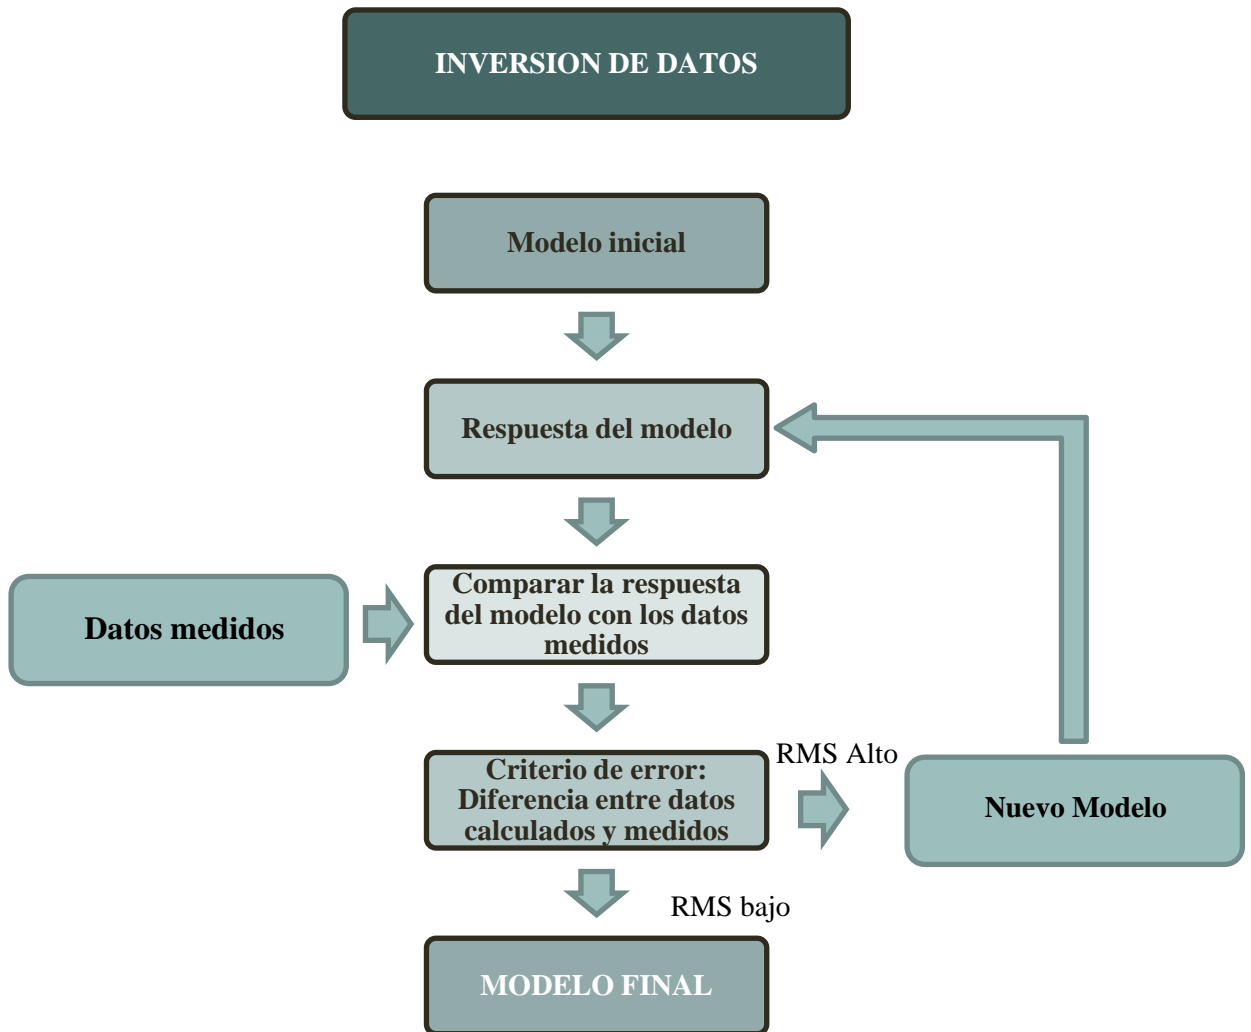 INVERSION DE DATOS
Modelo inicial
Respuesta del modelo
Comparar la respuesta
del modelo con los datos
medidos
Datos medidos
Criterio de error:
Diferencia entre datos
calculados y medidos
RMS Alto
Nuevo Modelo
RMS bajo
MODELO FINAL